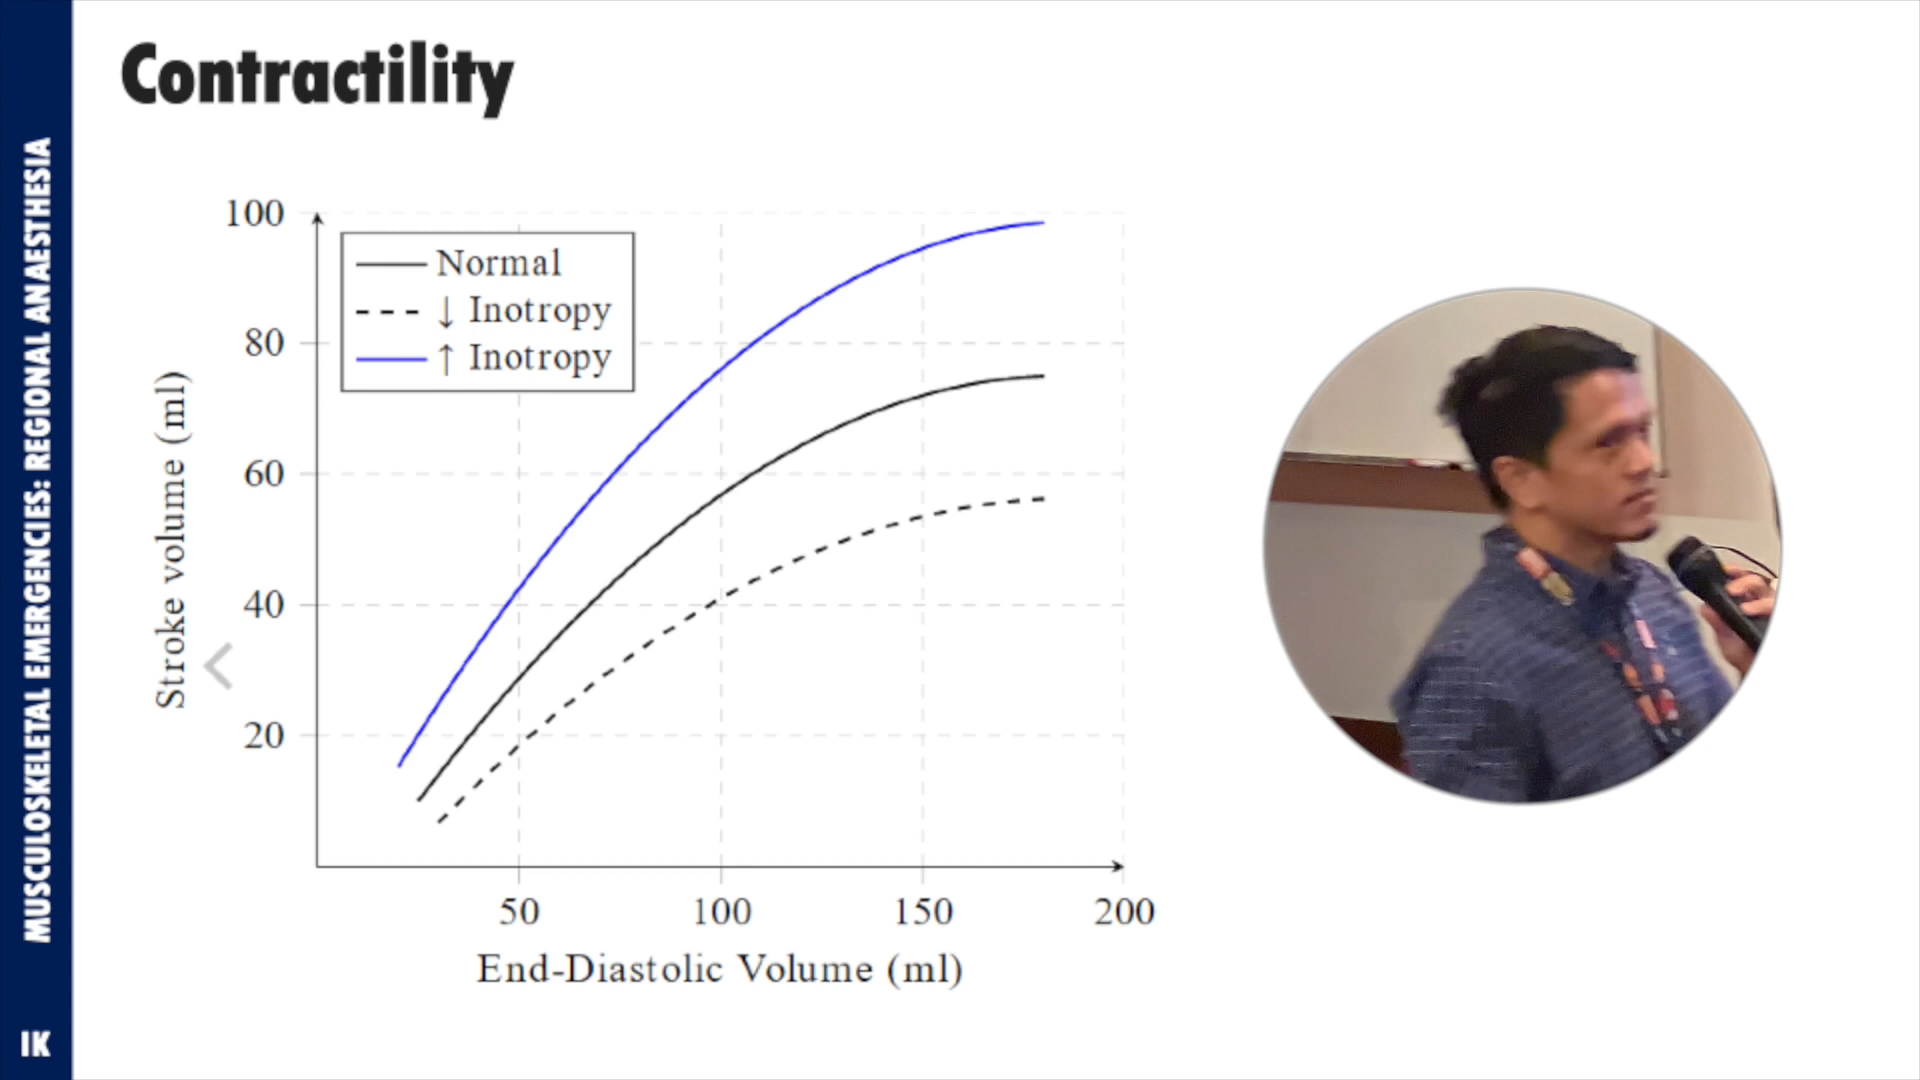 Contractility
MUSCULOSKELETAL EMERGENCIES: REGIONAL ANAESTHESIA
IK
100
80
60
40
20
Stroke volume (ml)
Normal
↓ Inotropy
↑ Inotropy
50 100 150 200
End-Diastolic Volume (ml)